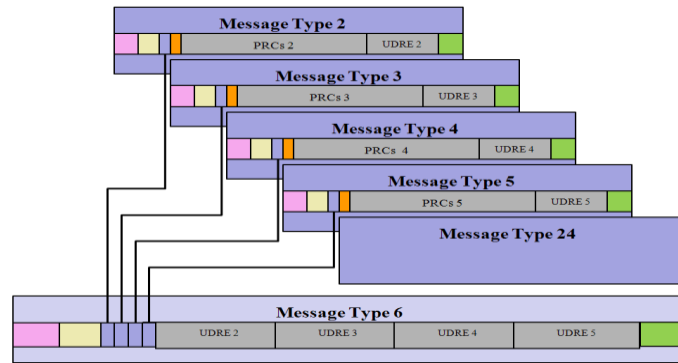 Message Type 2
PRCs 2 UDRE 2
Message Type 3
PRCs 3 UDRE 3
Message Type 4
PRCs 4 UDRE 4
Message Type 5
PRCs 5 UDRE 5
Message Type 24
Message Type 6
UDRE 2 UDRE 3 UDRE 4 UDRE 5